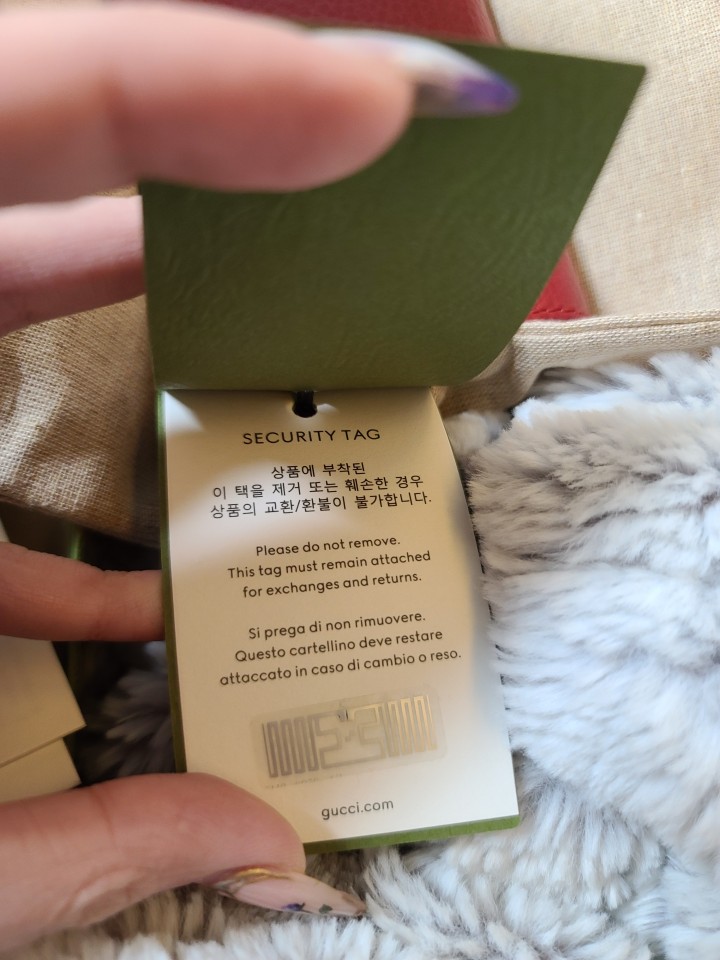 SECURITY TAG
상품에 부착된
이 택을 제거 또는 훼손한 경우
상품의 교환/환불이 불가합니다.
Please do not remove.
This tag must remain attached
for exchanges and returns.
Si prega di non rimuovere.
Questo cartellino deve restare
attaccato in caso di cambio o reso.
gucci.com